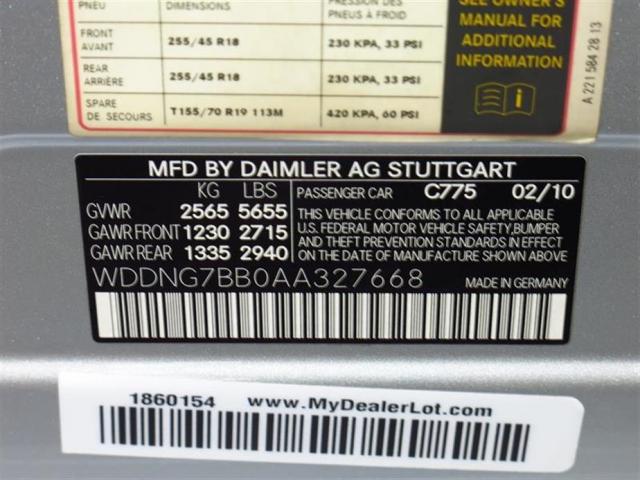 PNEU DIMENSIONS PRESSION DES PNEUS À FROID
FRONT AVANT 255/45 R18 230 KPA, 33 PSI
REAR ARRIÈRE 255/45 R18 230 KPA, 33 PSI
SPARE DE SECOURS T155/70 R19 113M 420 KPA, 60 PSI
SEE OWNER'S
MANUAL FOR
ADDITIONAL
INFORMATION
A 221 584 28 13
MFD BY DAIMLER AG STUTTGART
KG LBS PASSENGER CAR C775 02/10
GVWR 2565 5655
GAWR FRONT 1230 2715
GAWR REAR 1335 2940
THIS VEHICLE CONFORMS TO ALL APPLICABLE
U.S. FEDERAL MOTOR VEHICLE SAFETY,BUMPER
AND THEFT PREVENTION STANDARDS IN EFFECT
ON THE DATE OF MANUFACTURE SHOWN ABOVE.
WDDNG7BB0AA327668 MADE IN GERMANY
1860154 www.MyDealerLot.com